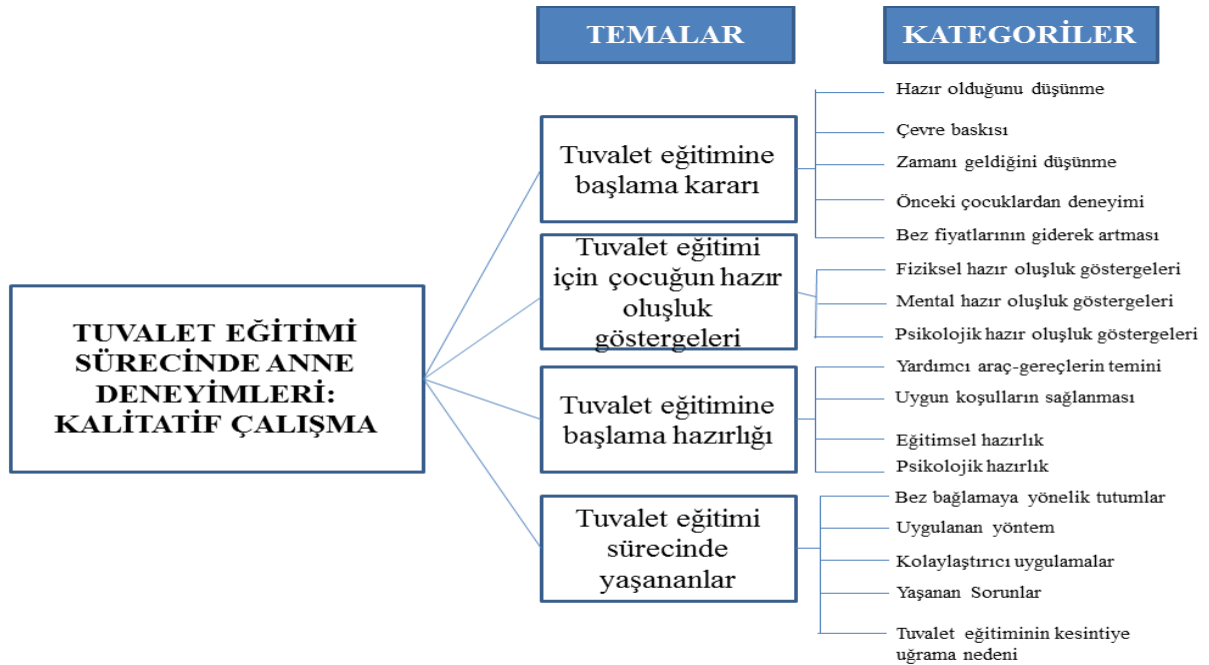 TEMALAR
KATEGORİLER
TUVALET EĞİTİMİ
SÜRECİNDE ANNE
DENEYİMLERİ:
KALİTATİF ÇALIŞMA
Tuvalet eğitimine
başlama kararı
Hazır olduğunu düşünme
Çevre baskısı
Zamanı geldiğini düşünme
Önceki çocuklardan deneyimi
Bez fiyatlarının giderek artması
Tuvalet eğitimi
için çocuğun hazır
oluşluk
göstergeleri
Fiziksel hazır oluşluk göstergeleri
Mental hazır oluşluk göstergeleri
Psikolojik hazır oluşluk göstergeleri
Tuvalet eğitimine
başlama hazırlığı
Yardımcı araç-gereçlerin temini
Uygun koşulların sağlanması
Eğitimsel hazırlık
Psikolojik hazırlık
Tuvalet eğitimi
sürecinde
yaşananlar
Bez bağlamaya yönelik tutumlar
Uygulanan yöntem
Kolaylaştırıcı uygulamalar
Yaşanan Sorunlar
Tuvalet eğitiminin kesintiye
uğrama nedeni